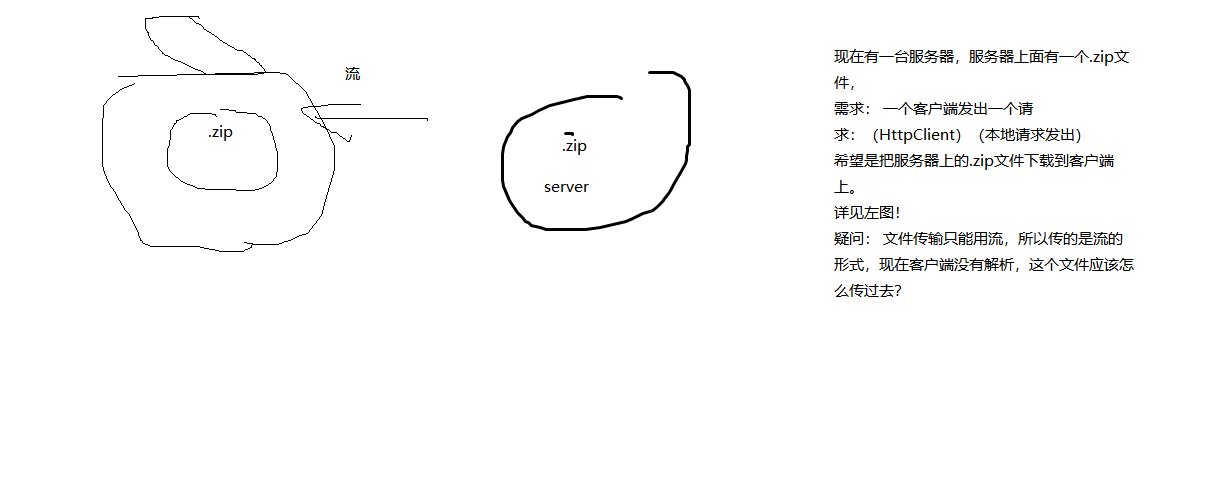 流
.zip
.zip
server
现在有一台服务器，服务器上面有一个.zip文
件，
需求： 一个客户端发出一个请
求：（HttpClient）（本地请求发出）
希望是把服务器上的.zip文件下载到客户端
上。
详见左图！
疑问： 文件传输只能用流，所以传的是流的
形式，现在客户端没有解析，这个文件应该怎
么传过去？